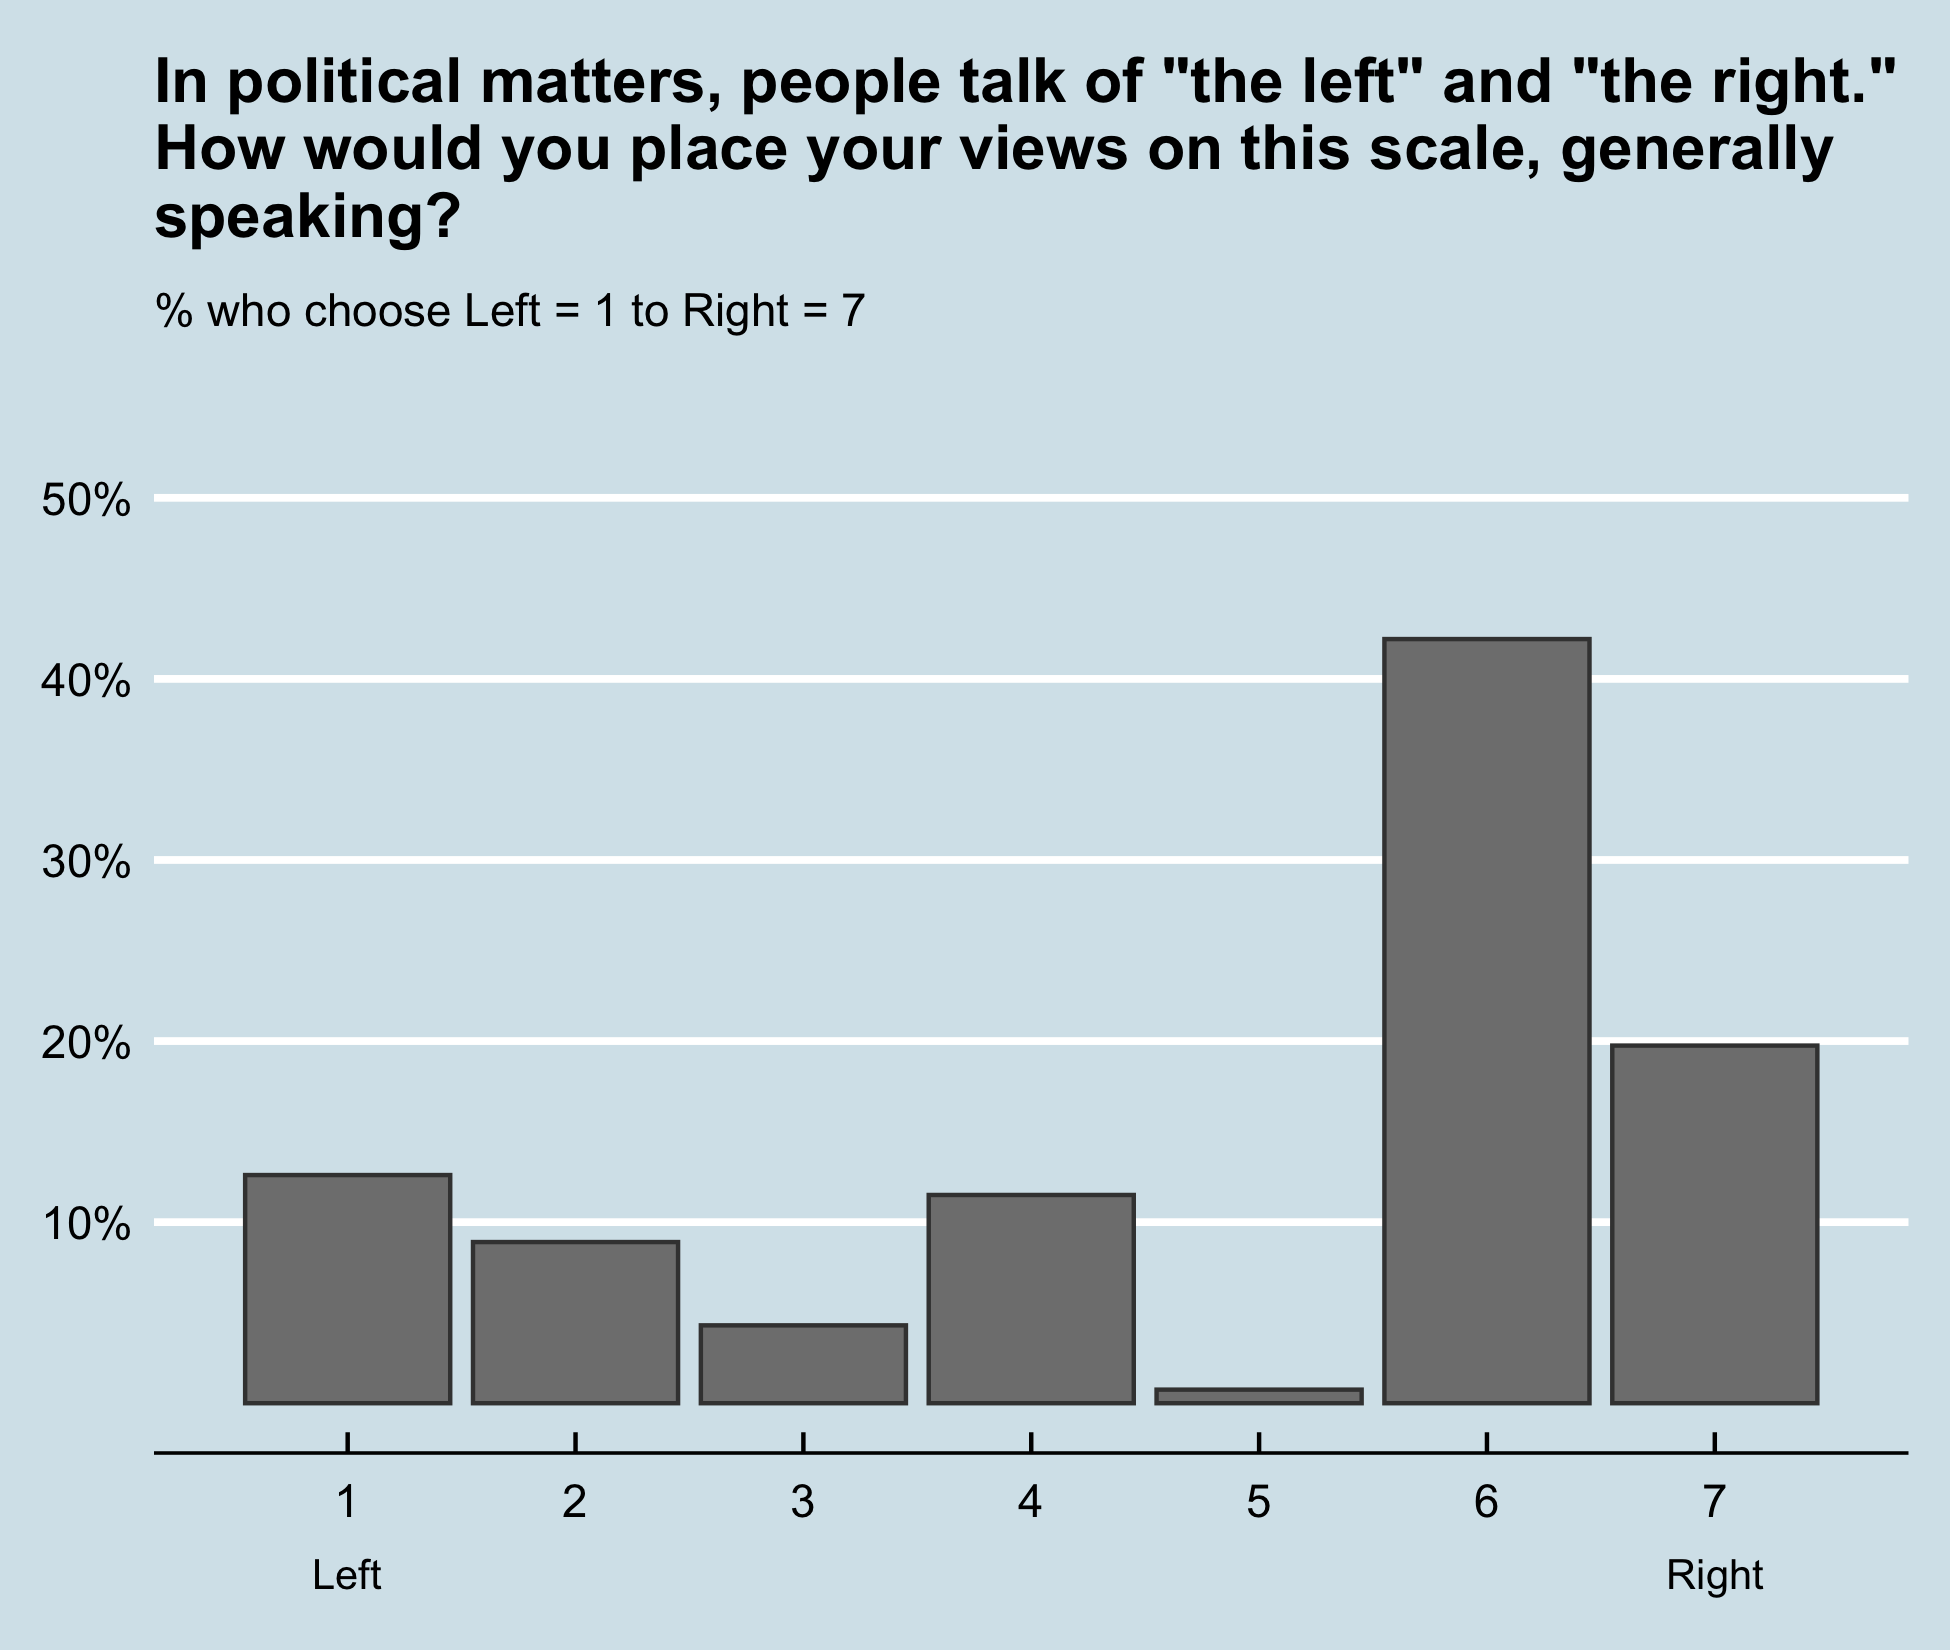 In political matters, people talk of "the left" and "the right."
How would you place your views on this scale, generally
speaking?
% who choose Left = 1 to Right = 7
50%
40%
30%
20%
10%
1 2 3 4 5 6 7
Left Right